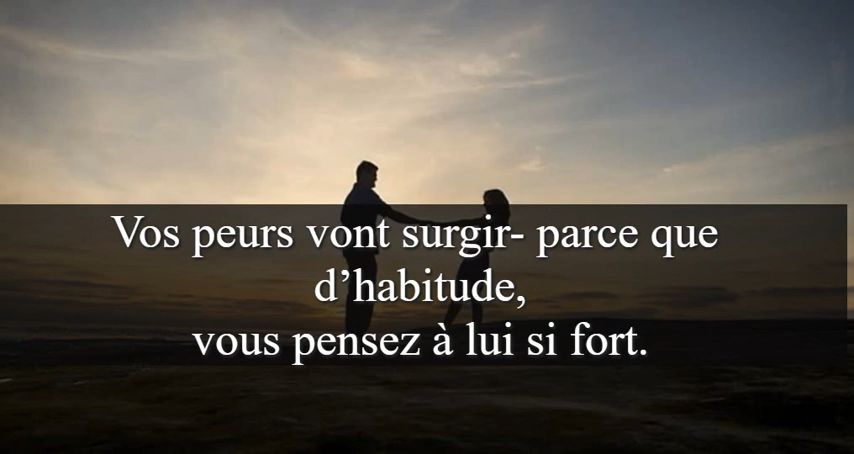 Vos peurs vont surgir- parce que
d’habitude,
vous pensez à lui si fort.